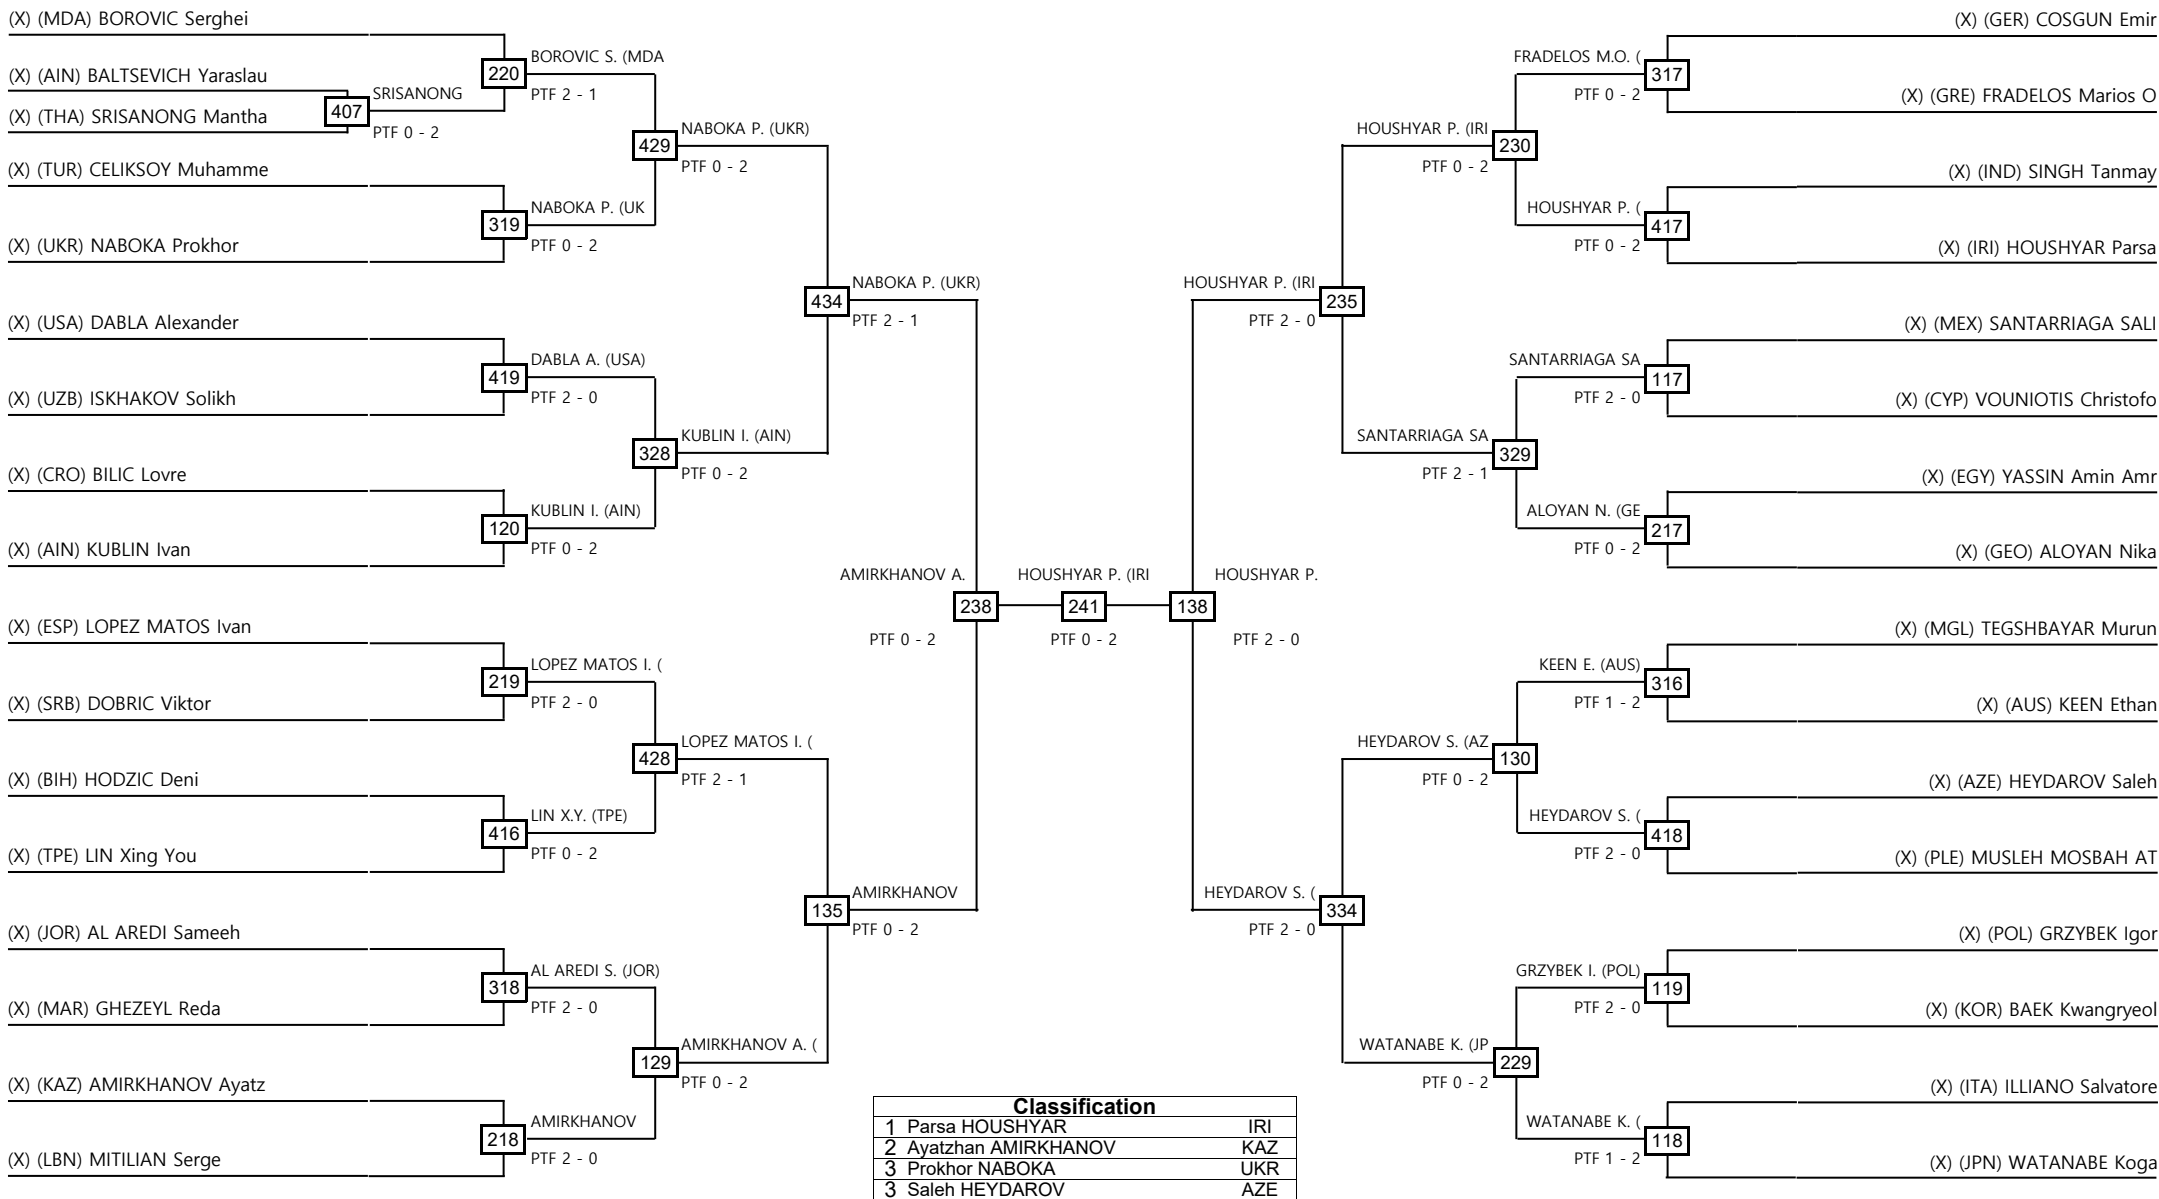 (X) (MDA) BOROVIC Serghei
(X) (AIN) BALTSEVICH Yaraslau
(X) (THA) SRISANONG Mantha
(X) (TUR) CELIKSOY Muhamme
(X) (UKR) NABOKA Prokhor
(X) (USA) DABLA Alexander
(X) (UZB) ISKHAKOV Solikh
(X) (CRO) BILIC Lovre
(X) (AIN) KUBLIN Ivan
(X) (ESP) LOPEZ MATOS Ivan
(X) (SRB) DOBRIC Viktor
(X) (BIH) HODZIC Deni
(X) (TPE) LIN Xing You
(X) (JOR) AL AREDI Sameeh
(X) (MAR) GHEZEYL Reda
(X) (KAZ) AMIRKHANOV Ayatz
(X) (LBN) MITILIAN Serge
407
SRISANONG
PTF 0 - 2
220
BOROVIC S. (MDA
PTF 2 - 1
319
NABOKA P. (UK
PTF 0 - 2
419
DABLA A. (USA)
PTF 2 - 0
120
KUBLIN I. (AIN)
PTF 0 - 2
219
LOPEZ MATOS I. (
PTF 2 - 0
416
LIN X.Y. (TPE)
PTF 0 - 2
318
AL AREDI S. (JOR)
PTF 2 - 0
218
AMIRKHANOV
PTF 2 - 0
429
NABOKA P. (UKR)
PTF 0 - 2
328
KUBLIN I. (AIN)
PTF 0 - 2
428
LOPEZ MATOS I. (
PTF 2 - 1
129
AMIRKHANOV A. (
PTF 0 - 2
434
NABOKA P. (UKR)
PTF 2 - 1
135
AMIRKHANOV
PTF 0 - 2
AMIRKHANOV A.
238
PTF 0 - 2
HOUSHYAR P. (IRI
241
PTF 0 - 2
HOUSHYAR P.
138
PTF 2 - 0
HOUSHYAR P. (IRI
235
PTF 2 - 0
HEYDAROV S. (
334
PTF 2 - 0
HOUSHYAR P. (IRI
230
PTF 0 - 2
SANTARRIAGA SA
329
PTF 2 - 1
HEYDAROV S. (AZ
130
PTF 0 - 2
WATANABE K. (JP
229
PTF 0 - 2
FRADELOS M.O. (
317
PTF 0 - 2
HOUSHYAR P. (
417
PTF 0 - 2
SANTARRIAGA SA
117
PTF 2 - 0
ALOYAN N. (GE
217
PTF 0 - 2
KEEN E. (AUS)
316
PTF 1 - 2
HEYDAROV S. (
418
PTF 2 - 0
GRZYBEK I. (POL)
119
PTF 2 - 0
WATANABE K. (
118
PTF 1 - 2
(X) (GER) COSGUN Emir
(X) (GRE) FRADELOS Marios O
(X) (IND) SINGH Tanmay
(X) (IRI) HOUSHYAR Parsa
(X) (MEX) SANTARRIAGA SALI
(X) (CYP) VOUNIOTIS Christofo
(X) (EGY) YASSIN Amin Amr
(X) (GEO) ALOYAN Nika
(X) (MGL) TEGSHBAYAR Murun
(X) (AUS) KEEN Ethan
(X) (AZE) HEYDAROV Saleh
(X) (PLE) MUSLEH MOSBAH AT
(X) (POL) GRZYBEK Igor
(X) (KOR) BAEK Kwangryeol
(X) (ITA) ILLIANO Salvatore
(X) (JPN) WATANABE Koga
Classification
1 Parsa HOUSHYAR IRI
2 Ayatzhan AMIRKHANOV KAZ
3 Prokhor NABOKA UKR
3 Saleh HEYDAROV AZE